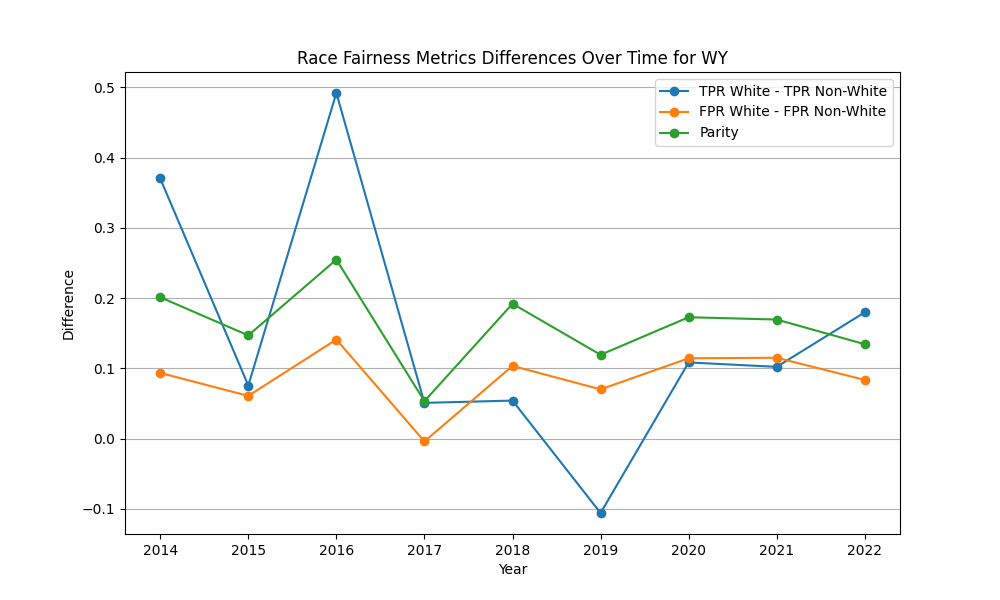 Race Fairness Metrics Differences Over Time for WY
TPR White - TPR Non-White
FPR White - FPR Non-White
Parity
0.5
0.4
0.3
0.2
0.1
0.0
−0.1
Difference
2014 2015 2016 2017 2018 2019 2020 2021 2022
Year